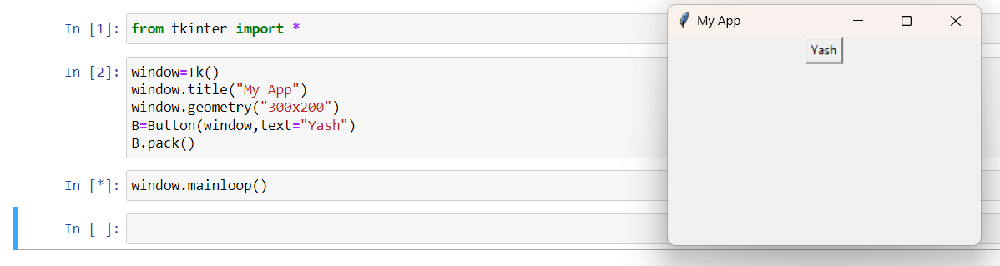 In [1]: from tkinter import *
In [2]: window=Tk()
window.title("My App")
window.geometry("300x200")
B=Button(window,text="Yash")
B.pack()
In [*]: window.mainloop()
In [ ]:
My App
Yash